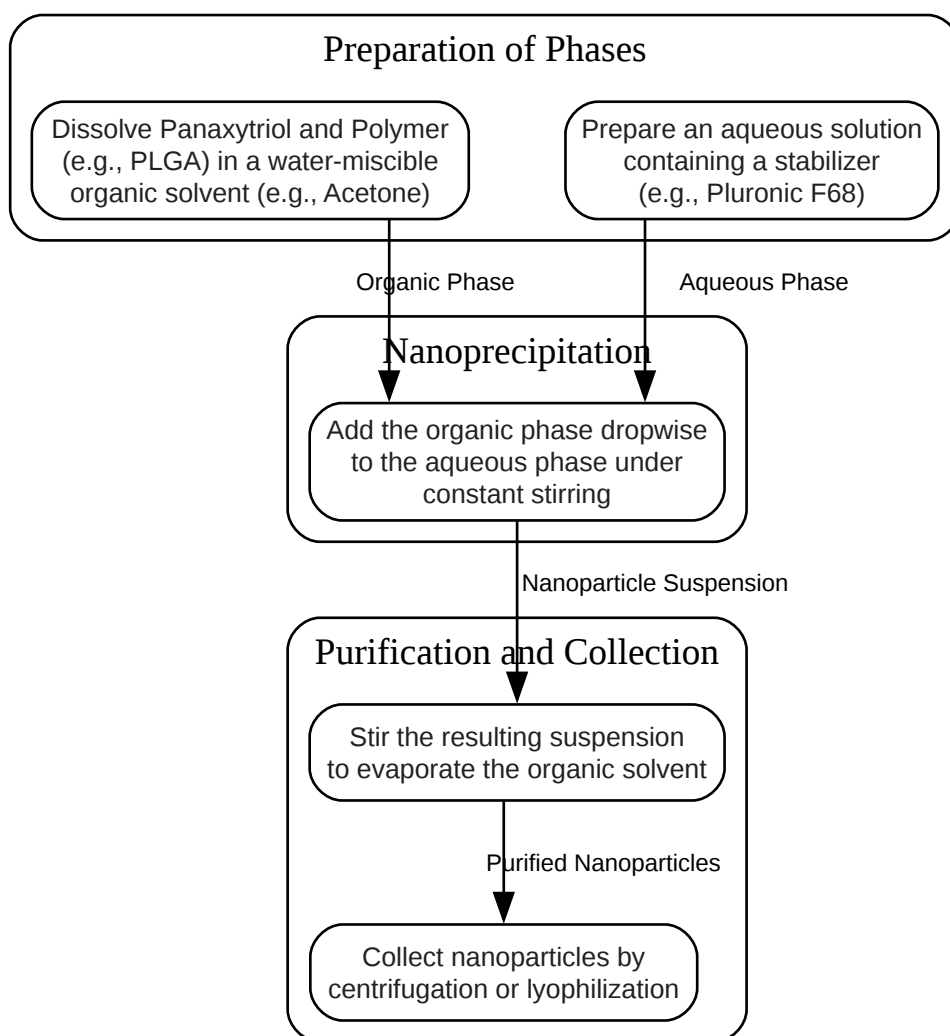 Preparation of Phases
Dissolve Panaxytriol and Polymer
(e.g., PLGA) in a water-miscible
organic solvent (e.g., Acetone)
Prepare an aqueous solution
containing a stabilizer
(e.g., Pluronic F68)
Organic Phase
Aqueous Phase
Nanoprecipitation
Add the organic phase dropwise
to the aqueous phase under
constant stirring
Nanoparticle Suspension
Purification and Collection
Stir the resulting suspension
to evaporate the organic solvent
Purified Nanoparticles
Collect nanoparticles by
centrifugation or lyophilization